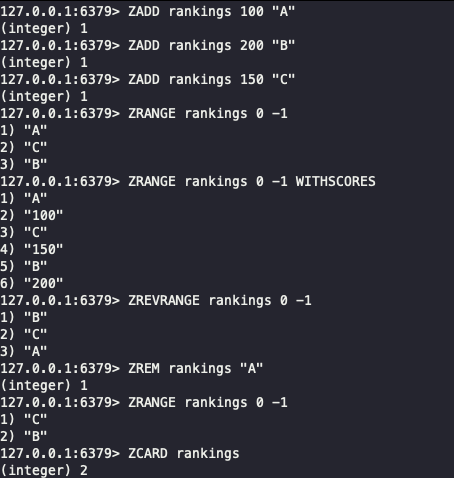 127.0.0.1:6379> ZADD rankings 100 "A"
(integer) 1
127.0.0.1:6379> ZADD rankings 200 "B"
(integer) 1
127.0.0.1:6379> ZADD rankings 150 "C"
(integer) 1
127.0.0.1:6379> ZRANGE rankings 0 -1
1) "A"
2) "C"
3) "B"
127.0.0.1:6379> ZRANGE rankings 0 -1 WITHSCORES
1) "A"
2) "100"
3) "C"
4) "150"
5) "B"
6) "200"
127.0.0.1:6379> ZREVRANGE rankings 0 -1
1) "B"
2) "C"
3) "A"
127.0.0.1:6379> ZREM rankings "A"
(integer) 1
127.0.0.1:6379> ZRANGE rankings 0 -1
1) "C"
2) "B"
127.0.0.1:6379> ZCARD rankings
(integer) 2